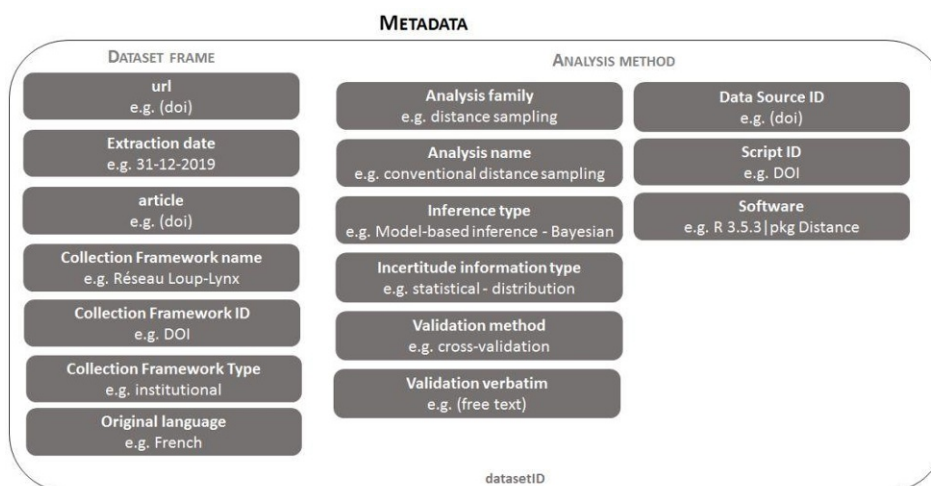 METADATA
DATASET FRAME
url
e.g. (doi)
Extraction date
e.g. 31-12-2019
article
e.g. (doi)
Collection Framework name
e.g. Réseau Loup-Lynx
Collection Framework ID
e.g. DOI
Collection Framework Type
e.g. institutional
Original language
e.g. French
ANALYSIS METHOD
Analysis family
e.g. distance sampling
Analysis name
e.g. conventional distance sampling
Inference type
e.g. Model-based inference - Bayesian
Incertitude information type
e.g. statistical - distribution
Validation method
e.g. cross-validation
Validation verbatim
e.g. (free text)
Data Source ID
e.g. (doi)
Script ID
e.g. DOI
Software
e.g. R 3.5.3|pkg Distance
datasetID